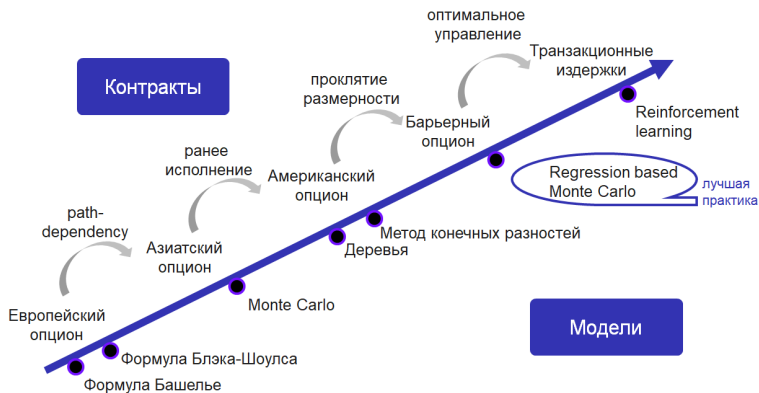 оптимальное
управление
Транзакционные
издержки
Контракты
проклятие
размерности
Барьерный
опцион
Reinforcement
learning
ранее
исполнение
Американский
опцион
Regression based
Monte Carlo
лучшая
практика
path-
dependency
Азиатский
опцион
Метод конечных разностей
Деревья
Европейский
опцион
Monte Carlo
Модели
Формула Блэка-Шоулса
Формула Башелье